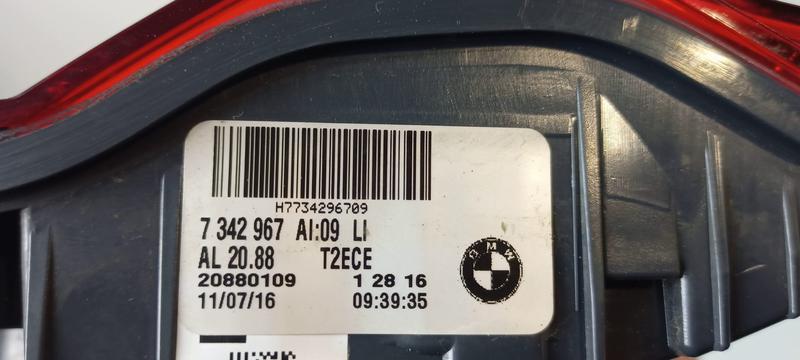 H7734296709
7 342 967 AI:09 LI
AL 20.88 T2ECE
20880109 1 28 16
11/07/16 09:39:35
BMW